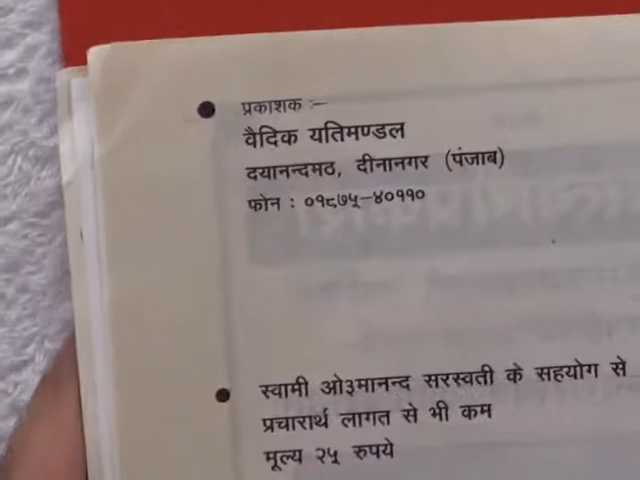 प्रकाशक :–
वैदिक यतिमण्डल
दयानन्दमठ, दीनानगर (पंजाब)
फोन : ०१८७५–४०११०
स्वामी ओ३मानन्द सरस्वती के सहयोग से
प्रचारार्थ लागत से भी कम
मूल्य २५ रुपये